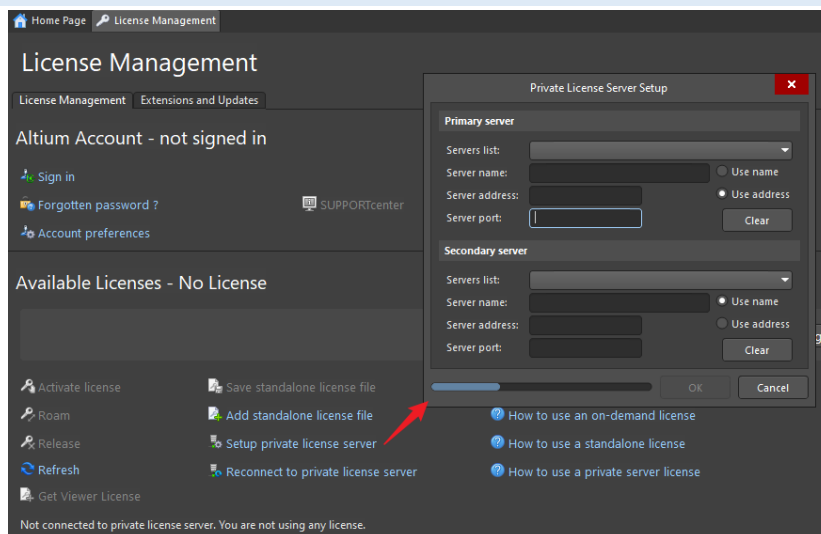 Home Page License Management
License Management
License Management Extensions and Updates
Altium Account - not signed in
Sign in
Forgotten password ? SUPPORTcenter
Account preferences
Available Licenses - No License
Activate license Save standalone license file
Roam Add standalone license file How to use an on-demand license
Release Setup private license server How to use a standalone license
Refresh Reconnect to private license server How to use a private server license
Get Viewer License
Not connected to private license server. You are not using any license.
Private License Server Setup
Primary server
Servers list:
Server name: Use name
Server address: Use address
Server port: Clear
Secondary server
Servers list:
Server name: Use name
Server address: Use address
Server port: Clear
OK Cancel